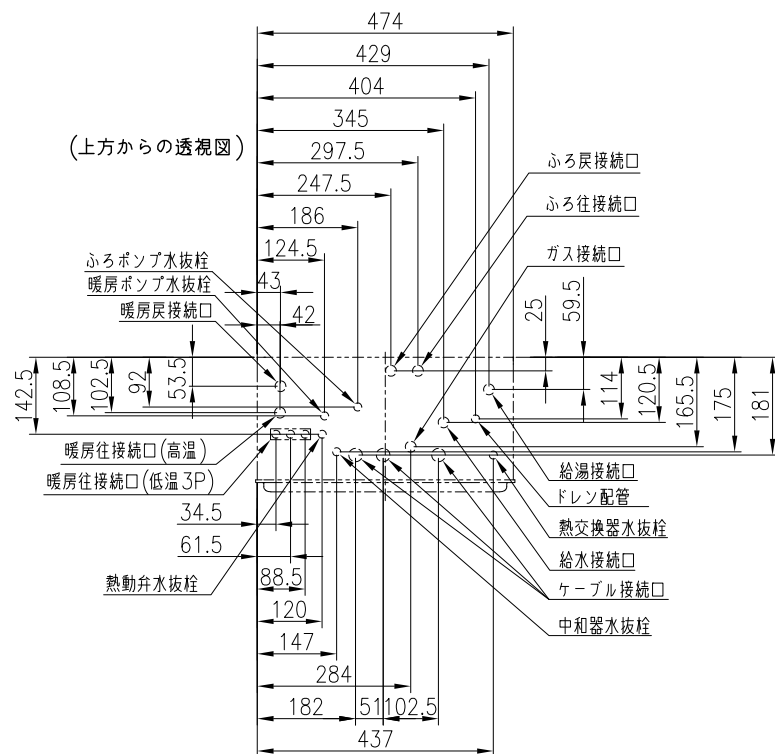 474
429
404
345
(上方からの透視図)
297.5
ふろ戻接続口
247.5
ふろ往接続口
186
ガス接続口
124.5
ふろポンプ水抜栓
暖房ポンプ水抜栓
43
暖房戻接続口
42
25
59.5
142.5
108.5
102.5
92
53.5
114
120.5
165.5
175
181
暖房往接続口(高温)
暖房往接続口(低温3P)
給湯接続口
ドレン配管
34.5
熱交換器水抜栓
61.5
給水接続口
熱動弁水抜栓
88.5
ケーブル接続口
120
中和器水抜栓
147
284
182
51
102.5
437